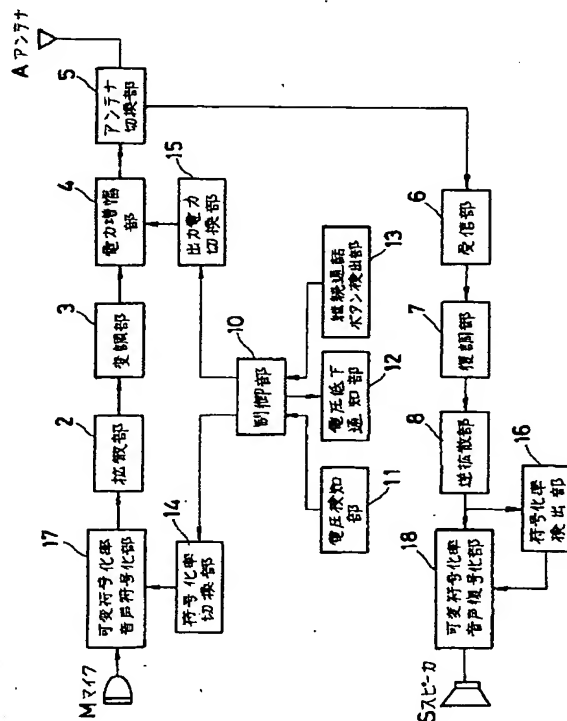 A アンテナ
5
アンテナ
切換部
4
電力増幅
部
15
出力電力
切換部
3
変調部
2
拡散部
17
可変符号化率
音声符号化部
M マイク
14
符号化率
切換部
10
制御部
13
継続通話
ボタン検出部
12
電圧低下
通知部
11
電圧検知
部
6
受信部
7
復調部
8
逆拡散部
16
符号化率
検出部
18
可変符号化率
音声復号化部
S スピーカ